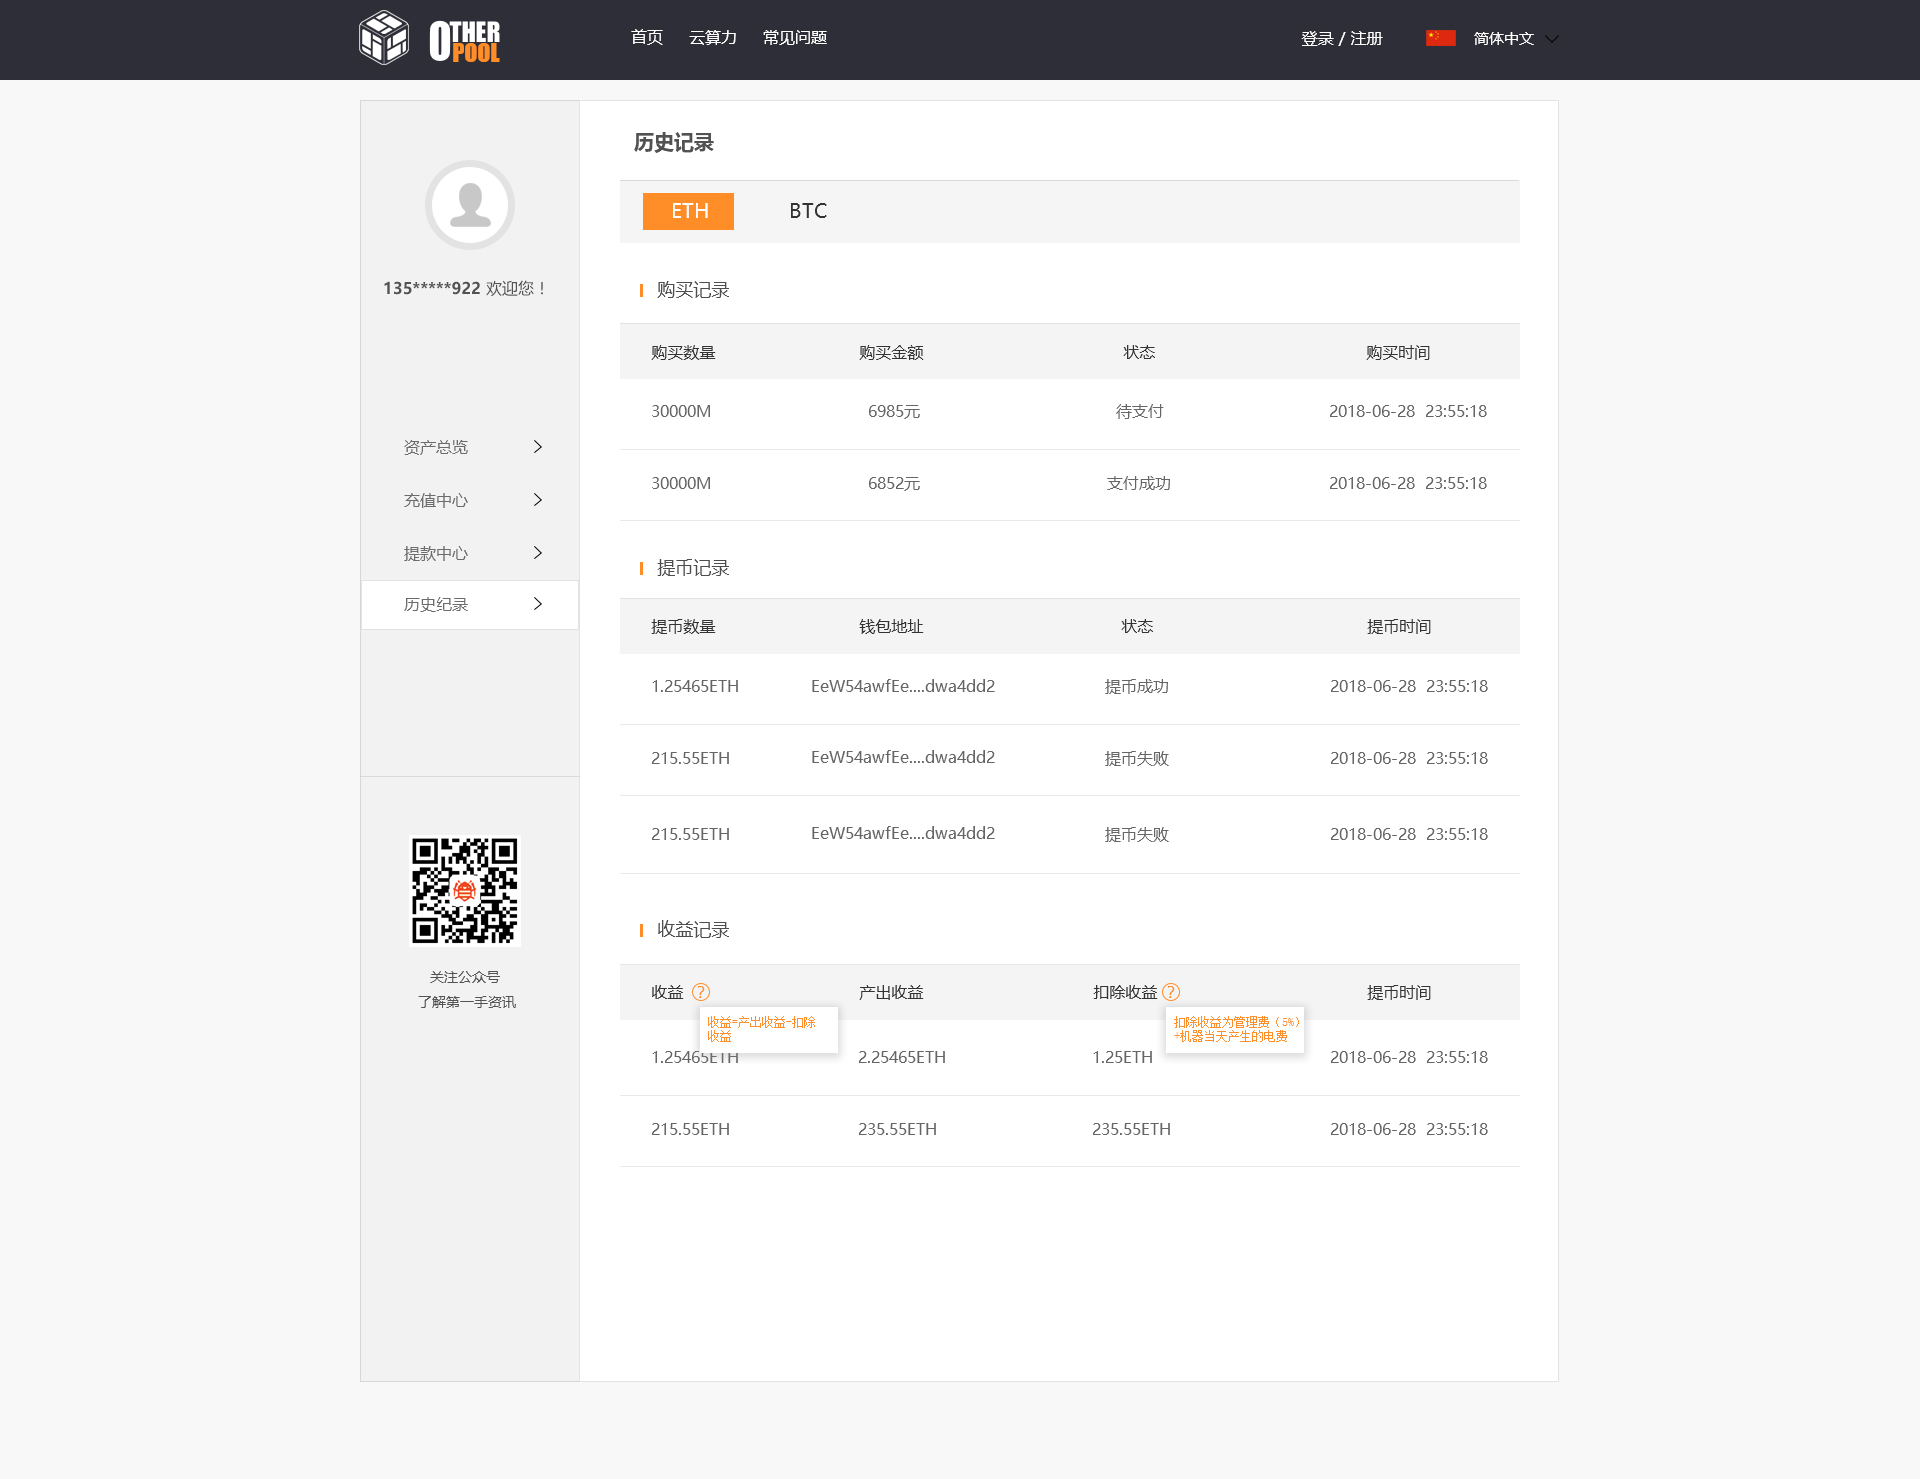 OTHER
POOL
首页 云算力 常见问题
登录 / 注册 简体中文
135*****922 欢迎您！
资产总览
充值中心
提款中心
历史纪录
关注公众号
了解第一手资讯
历史记录
ETH BTC
购买记录
购买数量 购买金额 状态 购买时间
30000M 6985元 待支付 2018-06-28 23:55:18
30000M 6852元 支付成功 2018-06-28 23:55:18
提币记录
提币数量 钱包地址 状态 提币时间
1.25465ETH EeW54awfEe....dwa4dd2 提币成功 2018-06-28 23:55:18
215.55ETH EeW54awfEe....dwa4dd2 提币失败 2018-06-28 23:55:18
215.55ETH EeW54awfEe....dwa4dd2 提币失败 2018-06-28 23:55:18
收益记录
收益 ? 产出收益 扣除收益 ? 提币时间
收益=产出收益-扣除
收益
扣除收益为管理费（5%）
+机器当天产生的电费
1.25465ETH 2.25465ETH 1.25ETH 2018-06-28 23:55:18
215.55ETH 235.55ETH 235.55ETH 2018-06-28 23:55:18